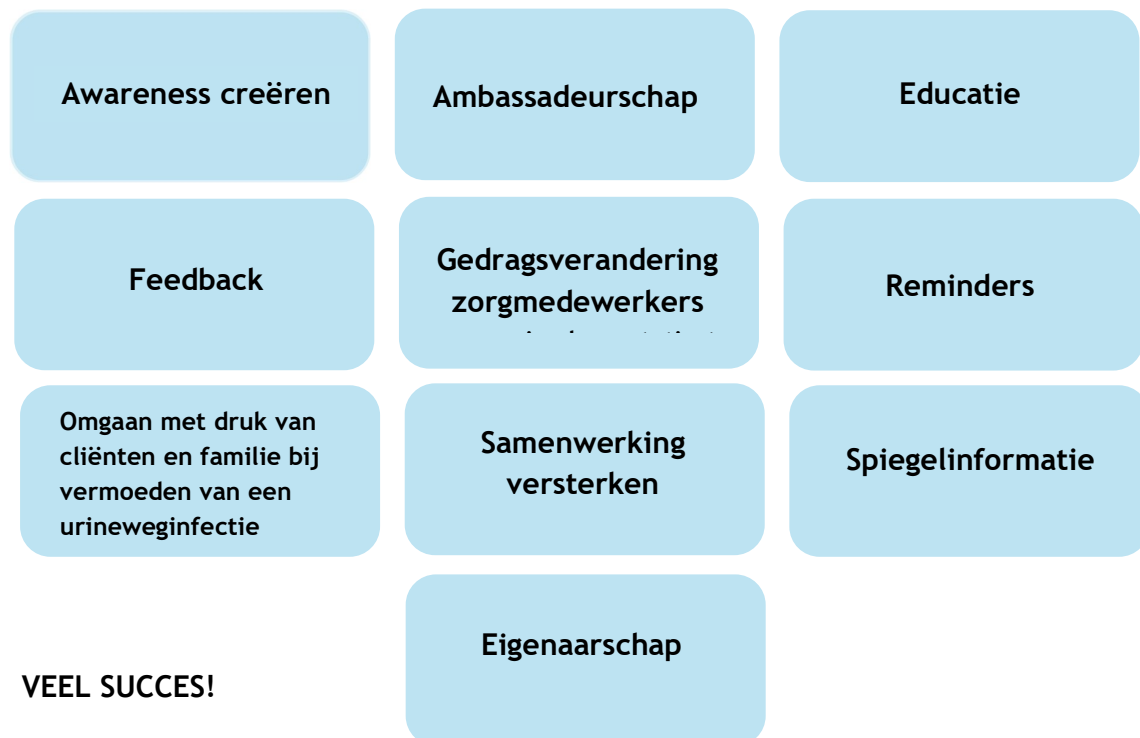 Awareness creëren
Ambassadeurschap
Educatie
Feedback
Gedragsverandering
zorgmedewerkers
Reminders
Omgaan met druk van
cliënten en familie bij
vermoeden van een
urineweginfectie
Samenwerking
versterken
Spiegelinformatie
Eigenaarschap
VEEL SUCCES!